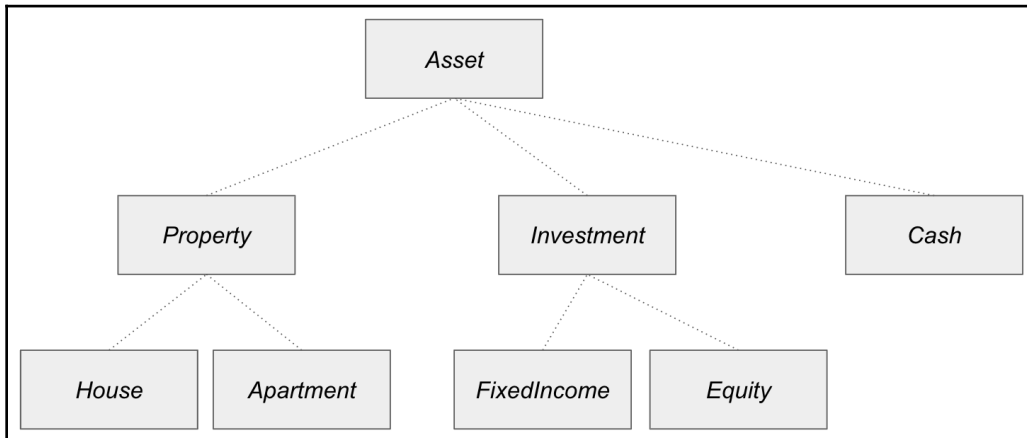 Asset
Property
Investment
Cash
House
Apartment
FixedIncome
Equity